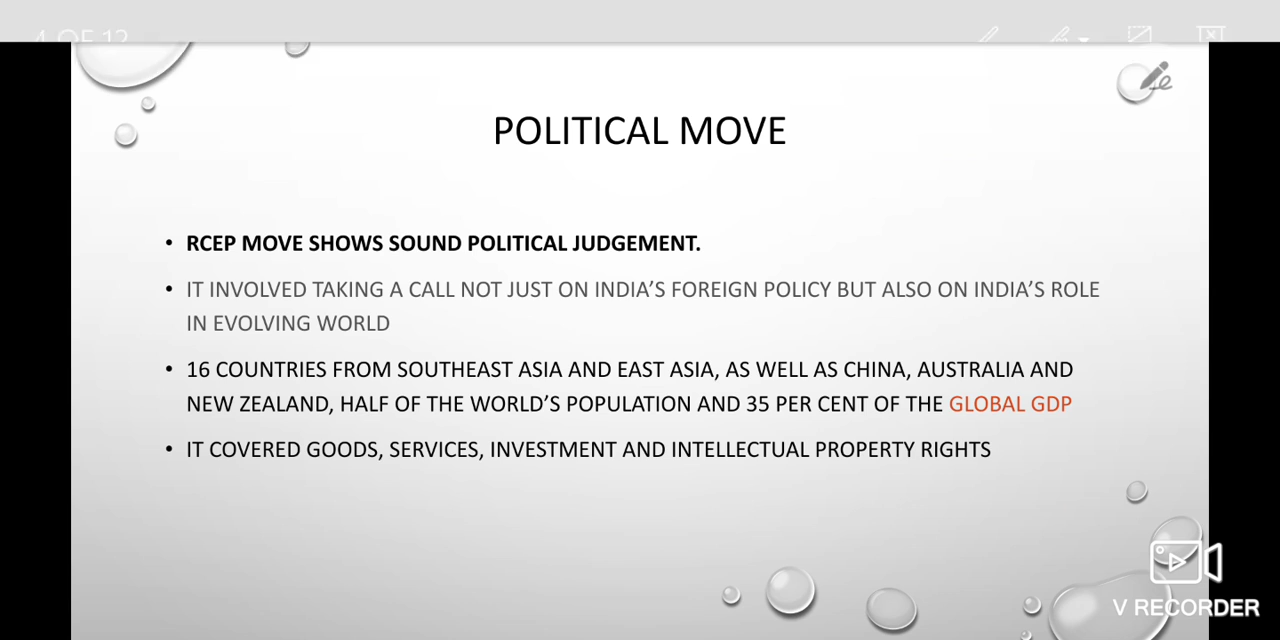 4 OF 12
POLITICAL MOVE
• RCEP MOVE SHOWS SOUND POLITICAL JUDGEMENT.
• IT INVOLVED TAKING A CALL NOT JUST ON INDIA’S FOREIGN POLICY BUT ALSO ON INDIA’S ROLE
IN EVOLVING WORLD
• 16 COUNTRIES FROM SOUTHEAST ASIA AND EAST ASIA, AS WELL AS CHINA, AUSTRALIA AND
NEW ZEALAND, HALF OF THE WORLD’S POPULATION AND 35 PER CENT OF THE GLOBAL GDP
• IT COVERED GOODS, SERVICES, INVESTMENT AND INTELLECTUAL PROPERTY RIGHTS
V RECORDER